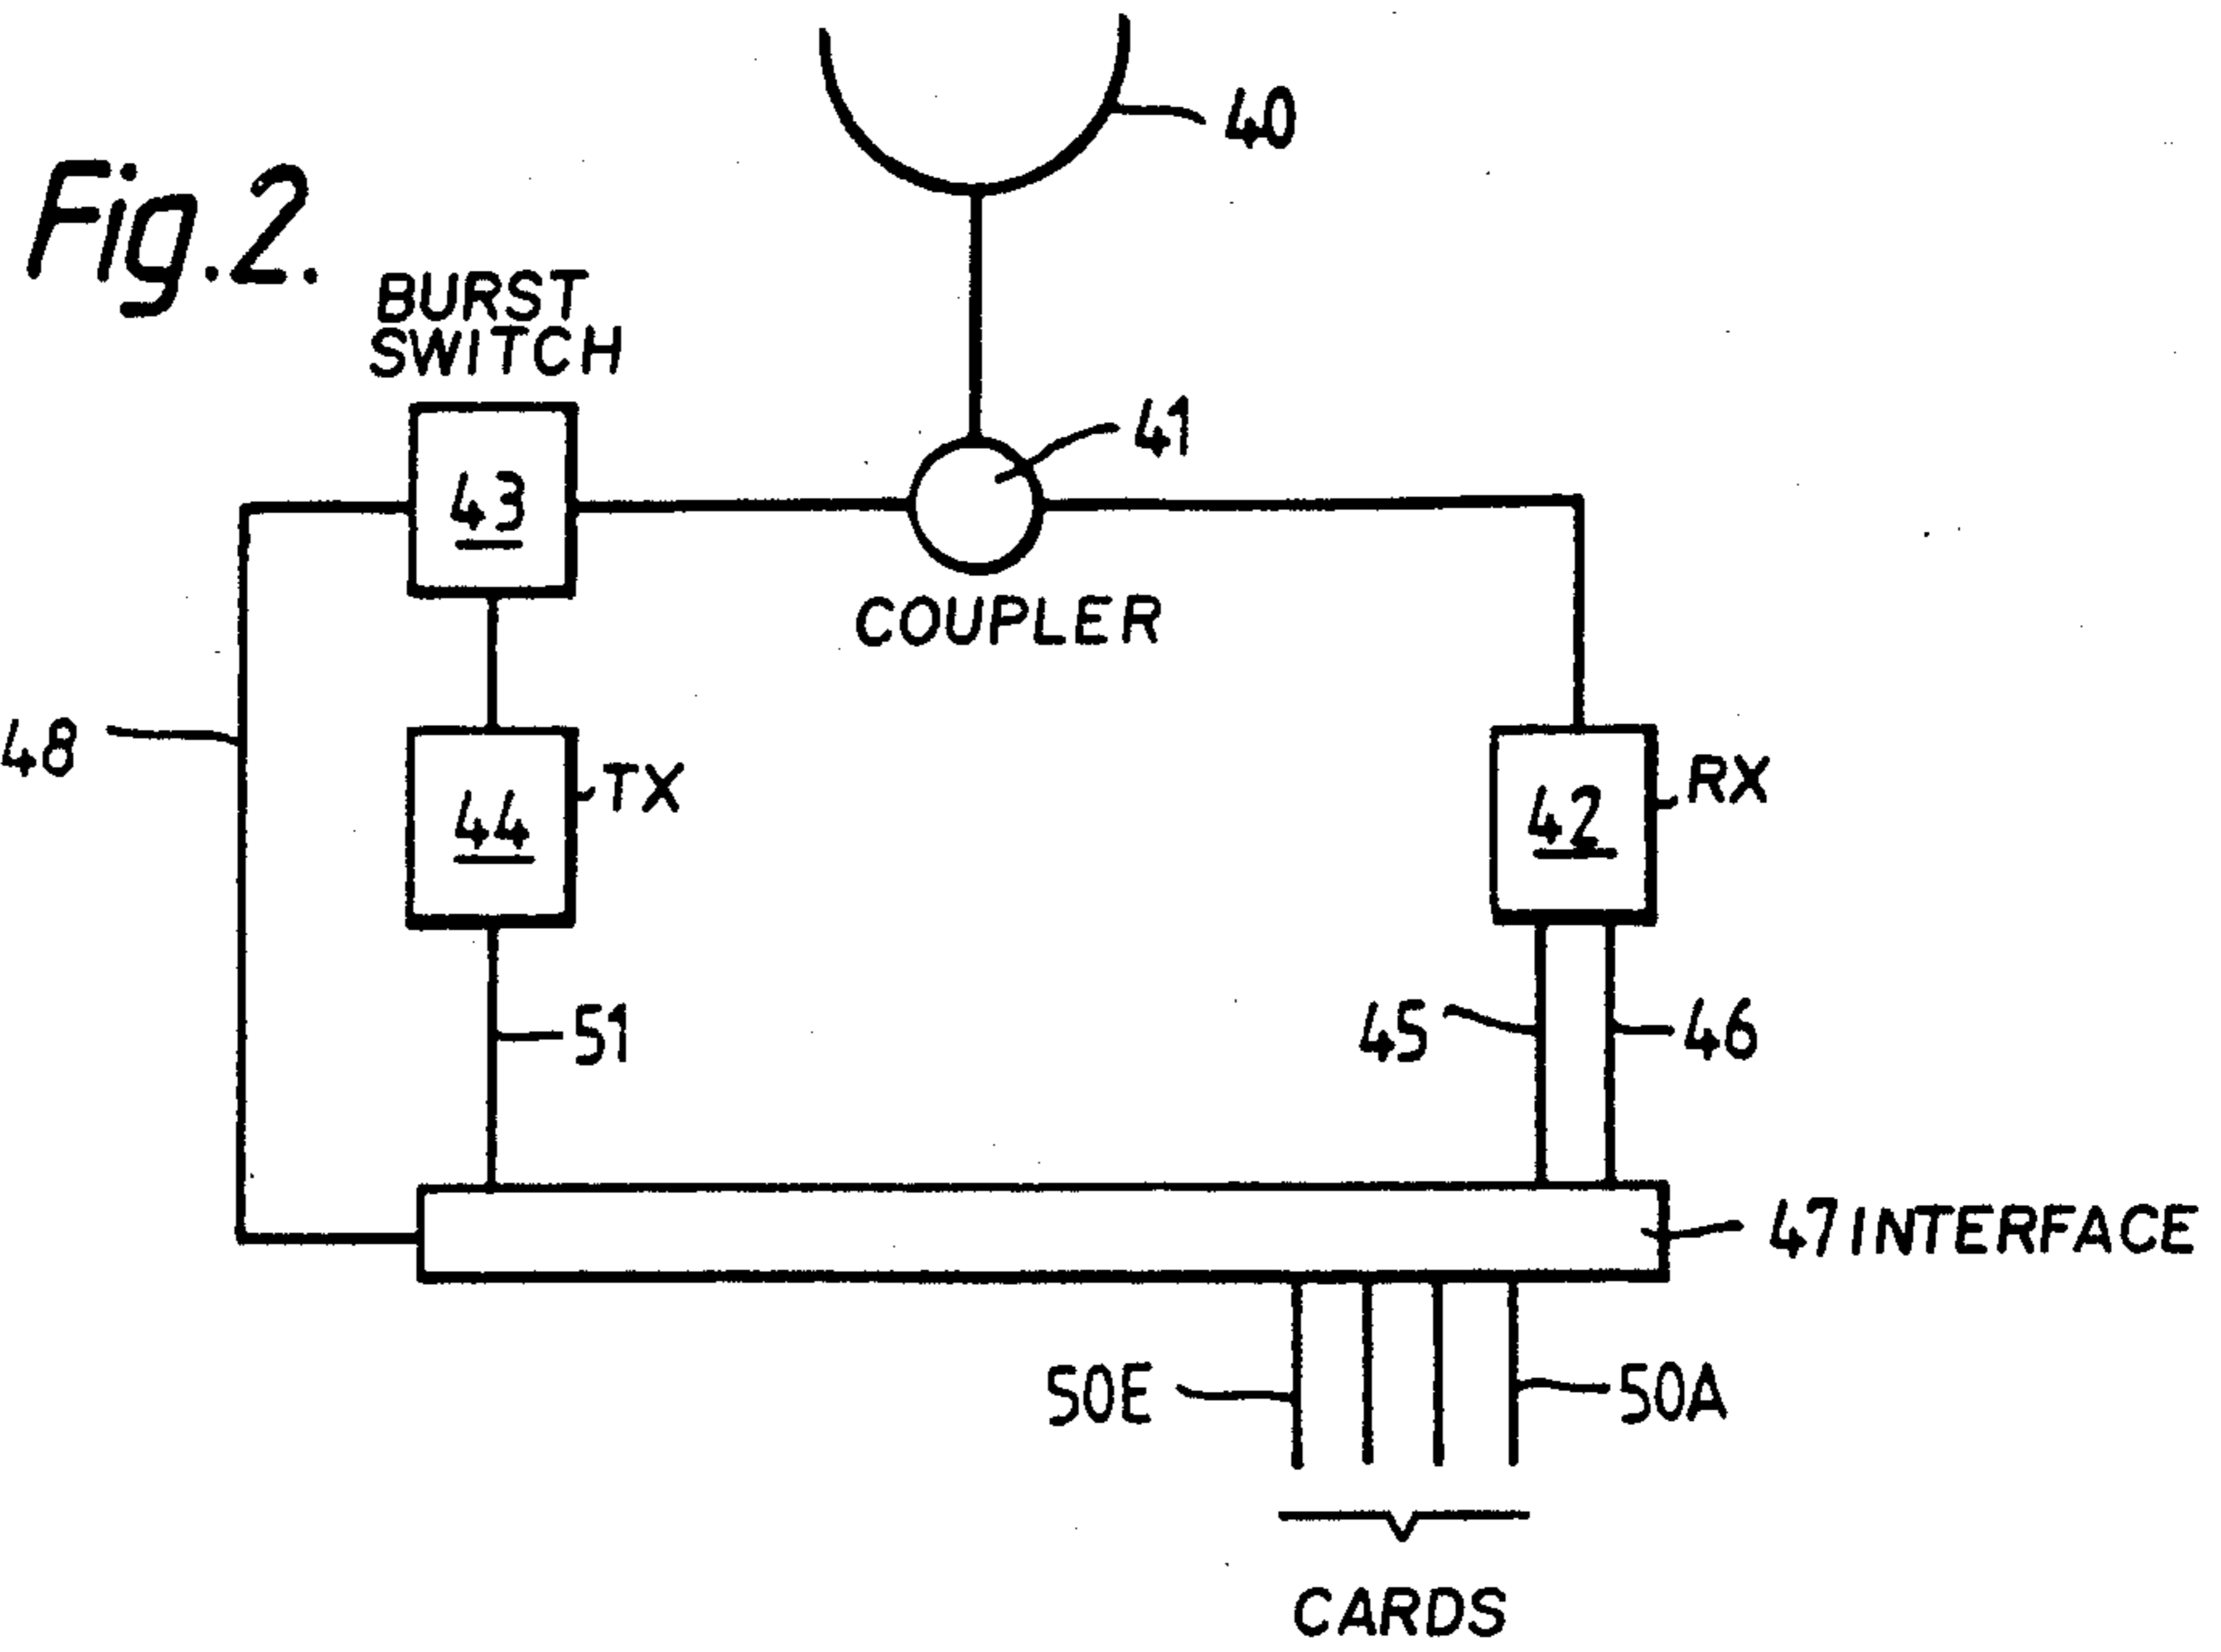 Fig.2.
40
BURST
SWITCH
41
43
COUPLER
48
TX
44
RX
42
51
45
46
47 INTERFACE
50E
50A
CARDS